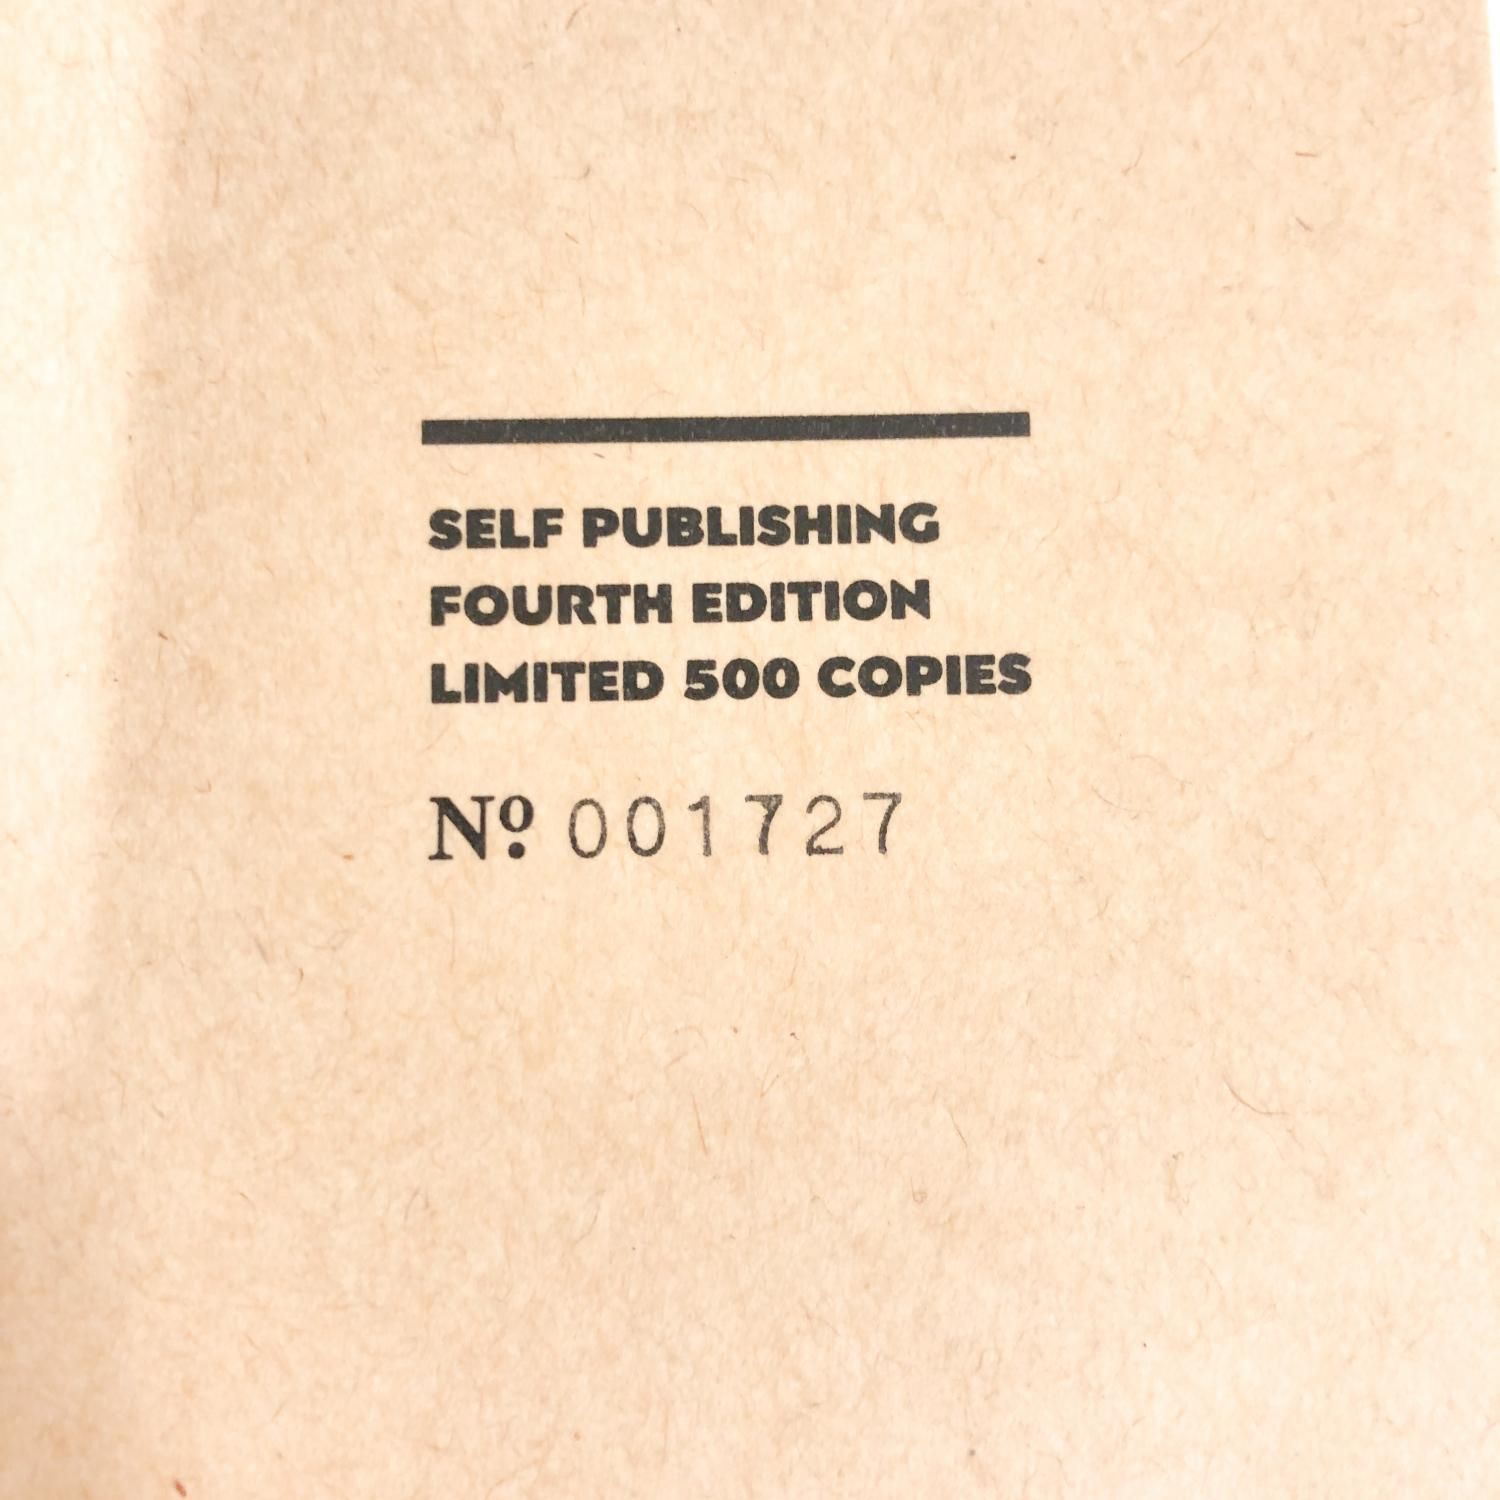 SELF PUBLISHING
FOURTH EDITION
LIMITED 500 COPIES
Nº 001727